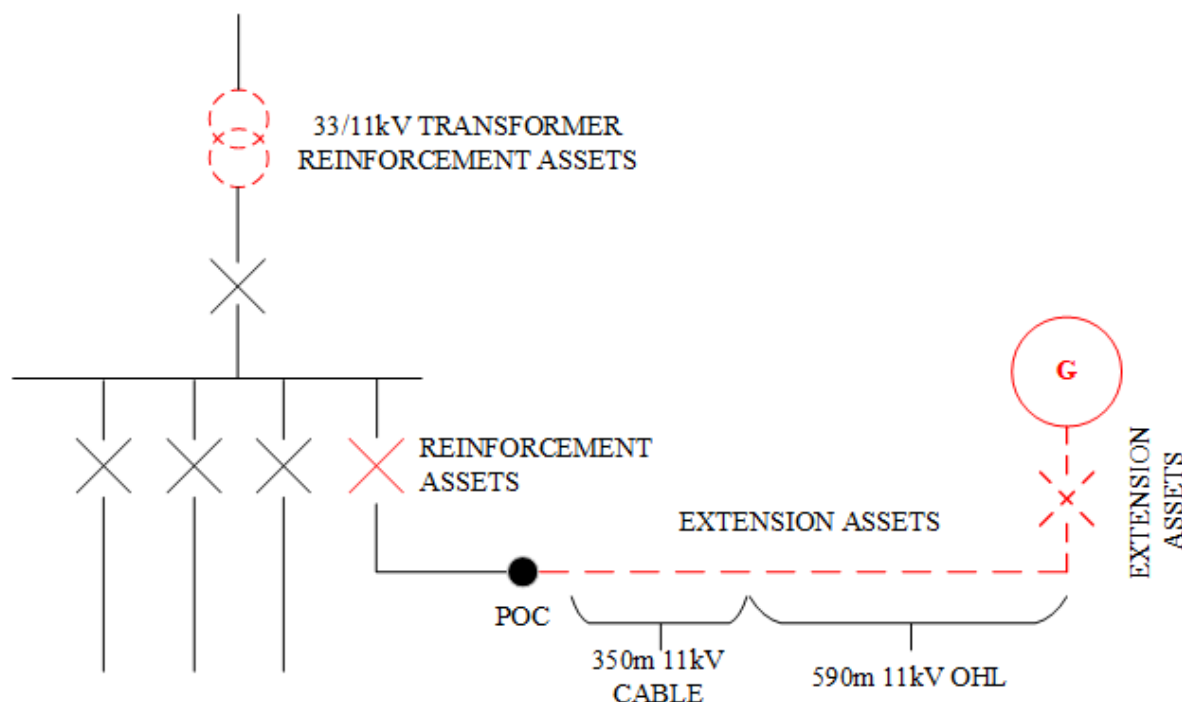 33/11kV TRANSFORMER
REINFORCEMENT ASSETS
G
REINFORCEMENT
ASSETS
EXTENSION ASSETS
EXTENSION
ASSETS
POC
350m 11kV
CABLE
590m 11kV OHL